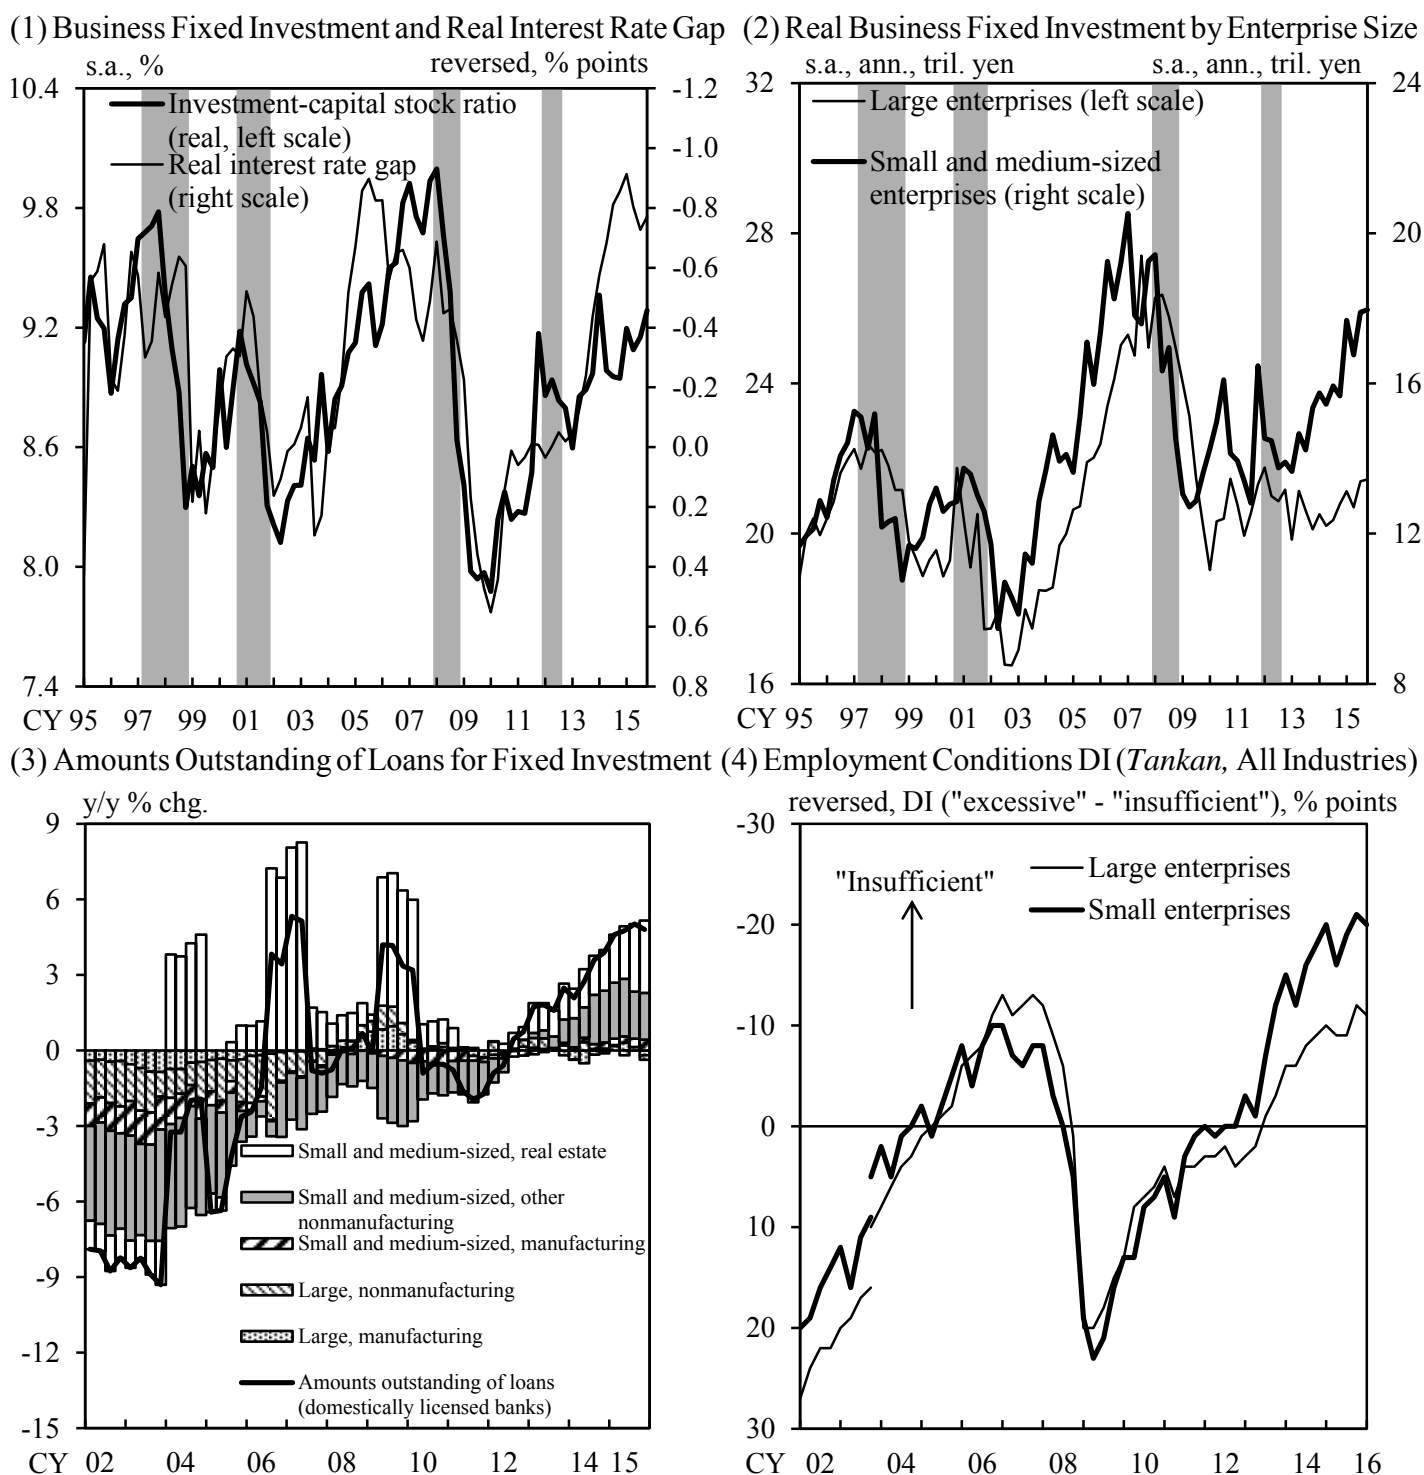 (1) Business Fixed Investment and Real Interest Rate Gap
s.a., %
reversed, % points
10.4
9.8
9.2
8.6
8.0
7.4
-1.2
-1.0
-0.8
-0.6
-0.4
-0.2
0.0
0.2
0.4
0.6
0.8
Investment-capital stock ratio
(real, left scale)
Real interest rate gap
(right scale)
CY 95 97 99 01 03 05 07 09 11 13 15
(2) Real Business Fixed Investment by Enterprise Size
s.a., ann., tril. yen
s.a., ann., tril. yen
32
28
24
20
16
24
20
16
12
8
Large enterprises (left scale)
Small and medium-sized
enterprises (right scale)
CY 95 97 99 01 03 05 07 09 11 13 15
(3) Amounts Outstanding of Loans for Fixed Investment
y/y % chg.
9
6
3
0
-3
-6
-9
-12
-15
Small and medium-sized, real estate
Small and medium-sized, other
nonmanufacturing
Small and medium-sized, manufacturing
Large, nonmanufacturing
Large, manufacturing
Amounts outstanding of loans
(domestically licensed banks)
CY 02 04 06 08 10 12 14 15
(4) Employment Conditions DI (Tankan, All Industries)
reversed, DI ("excessive" - "insufficient"), % points
-30
-20
-10
0
10
20
30
"Insufficient"
Large enterprises
Small enterprises
CY 02 04 06 08 10 12 14 16